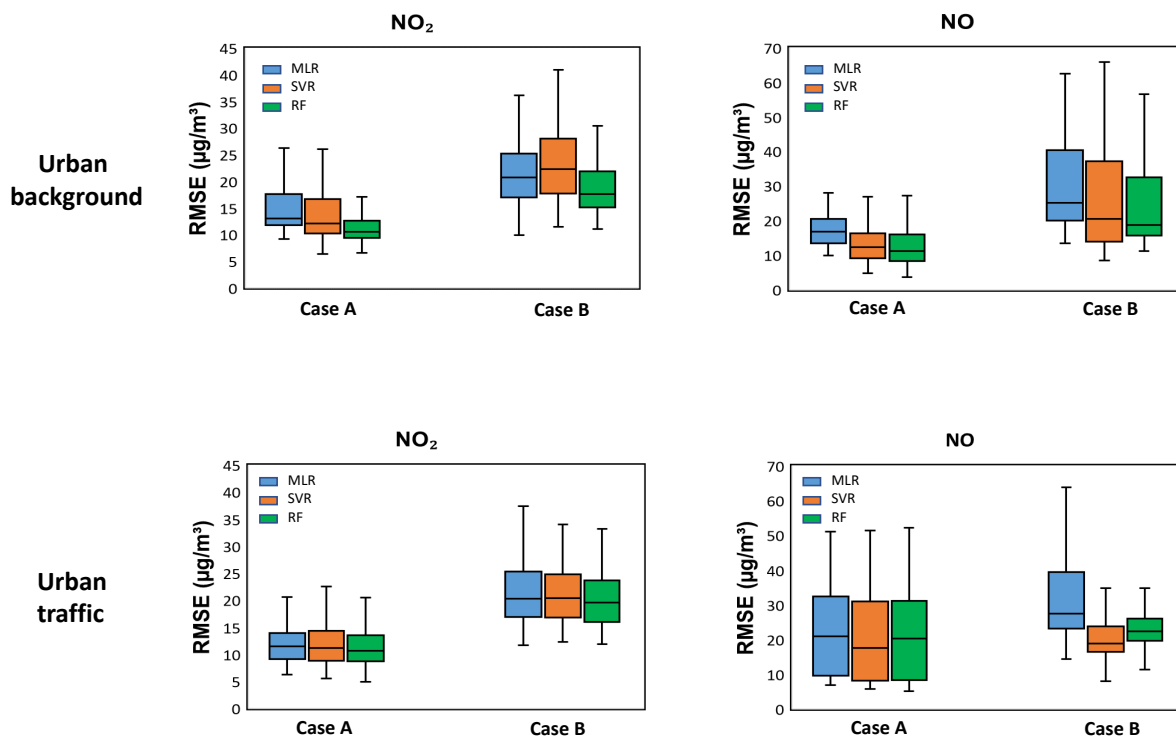 NO₂
45
40
35
30
25
20
15
10
5
0
RMSE (µg/m³)
MLR
SVR
RF
Case A
Case B
NO
70
60
50
40
30
20
10
0
RMSE (µg/m³)
MLR
SVR
RF
Case A
Case B
Urban
background
NO₂
45
40
35
30
25
20
15
10
5
0
RMSE (µg/m³)
MLR
SVR
RF
Case A
Case B
NO
70
60
50
40
30
20
10
0
RMSE (µg/m³)
MLR
SVR
RF
Case A
Case B
Urban
traffic